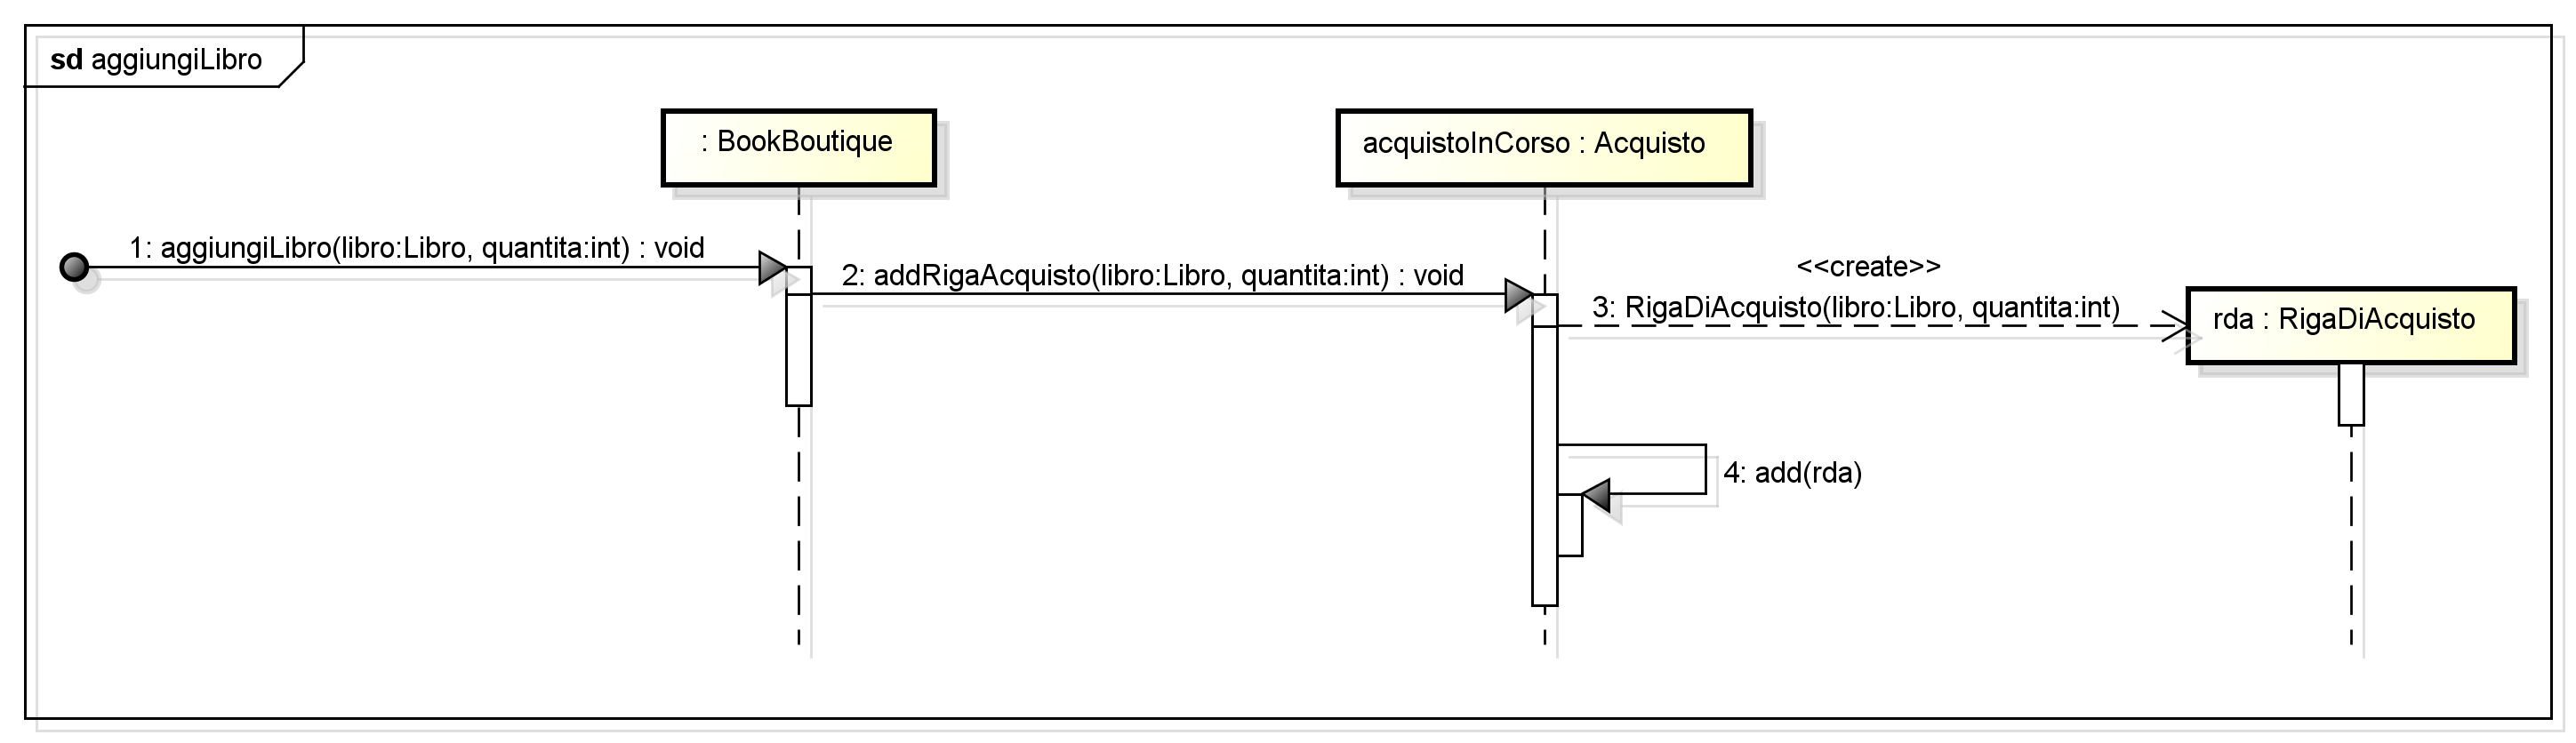 sd aggiungiLibro
: BookBoutique
acquistoInCorso : Acquisto
1: aggiungiLibro(libro:Libro, quantita:int) : void
2: addRigaAcquisto(libro:Libro, quantita:int) : void
<<create>>
3: RigaDiAcquisto(libro:Libro, quantita:int)
rda : RigaDiAcquisto
4: add(rda)